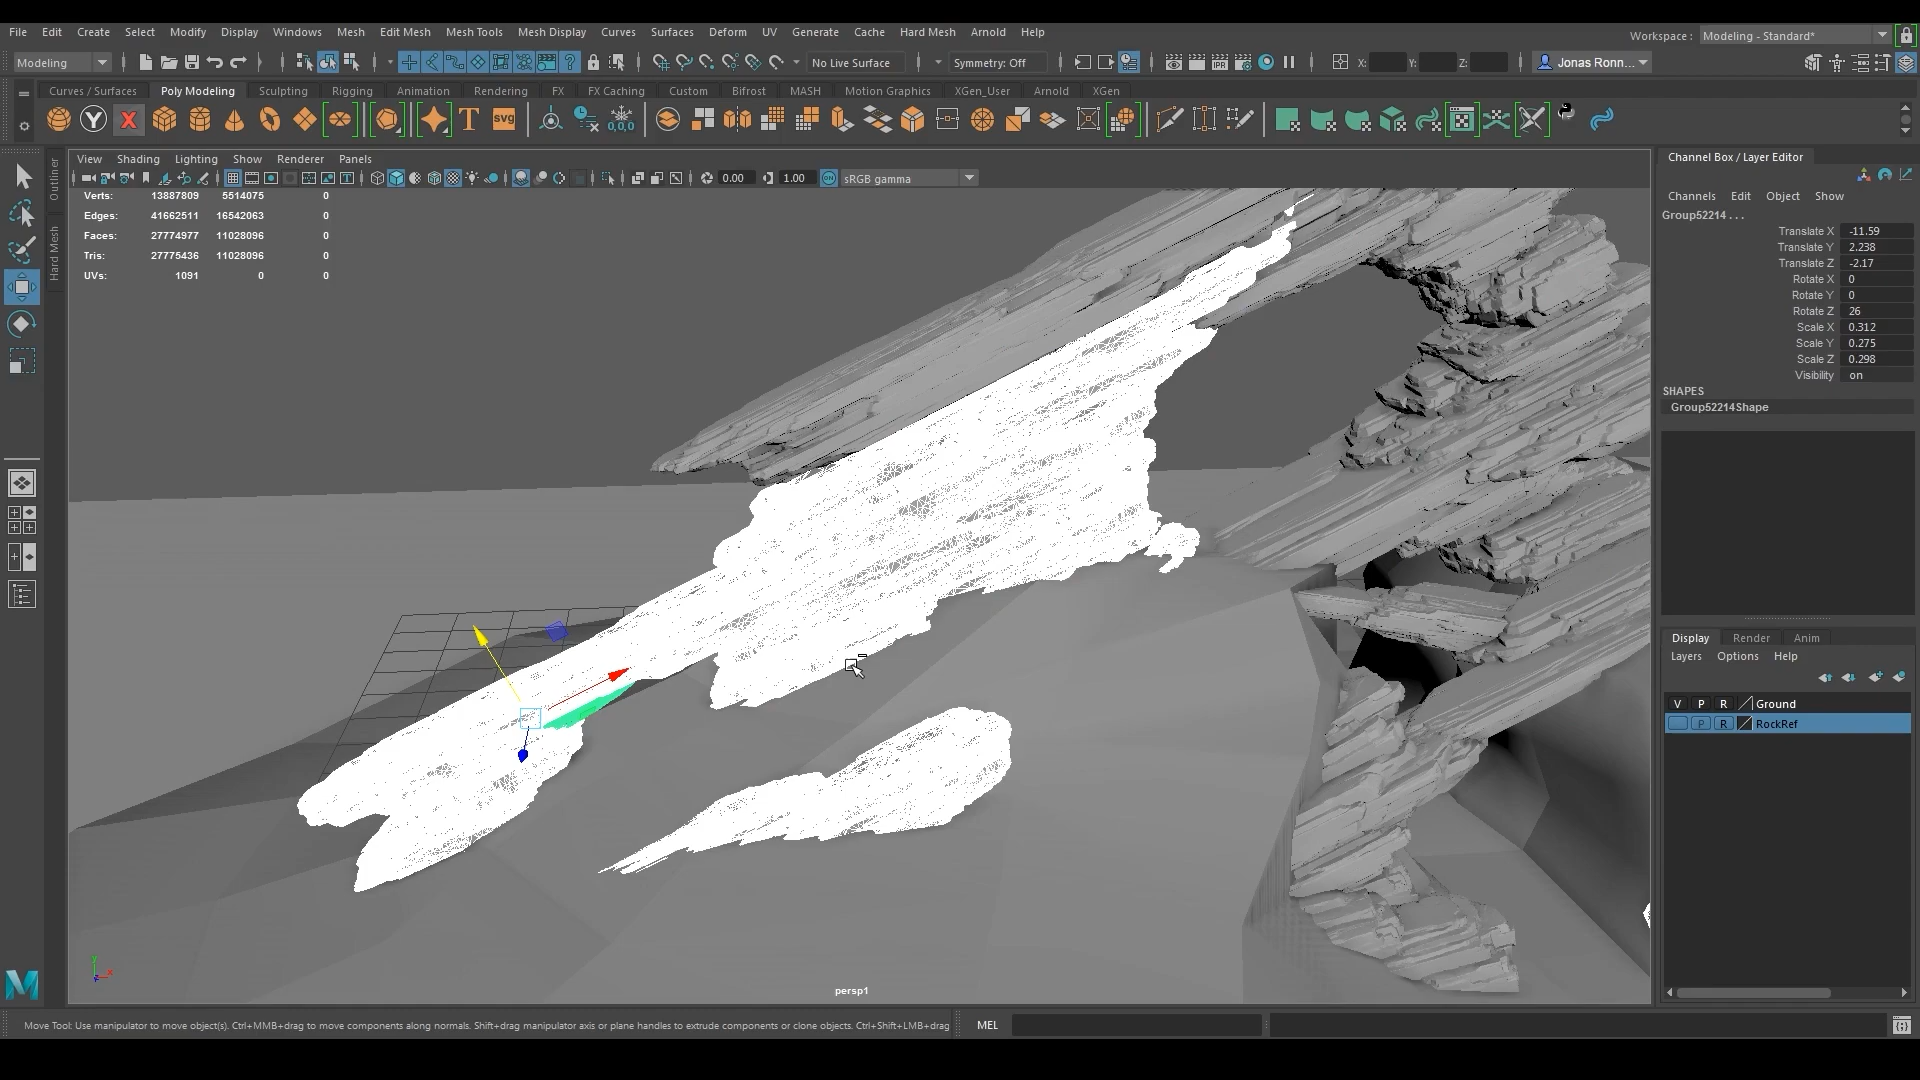 File Edit Create Select Modify Display Windows Mesh Edit Mesh Mesh Tools Mesh Display Curves Surfaces Deform UV Generate Cache Hard Mesh Arnold Help
Workspace : Modeling - Standard*
Modeling No Live Surface Symmetry: Off X: Y: Z: Jonas Ronn...
Curves / Surfaces Poly Modeling Sculpting Rigging Animation Rendering FX FX Caching Custom Bifrost MASH Motion Graphics XGen_User Arnold XGen
T svg 0,0,0
View Shading Lighting Show Renderer Panels
0.00 1.00 ON sRGB gamma
Outliner
Hard Mesh
Verts: 13887809 5514075 0
Edges: 41662511 16542063 0
Faces: 27774977 11028096 0
Tris: 27775436 11028096 0
UVs: 1091 0 0
persp1
Channel Box / Layer Editor
Channels Edit Object Show
Group52214 . . .
Translate X -11.59
Translate Y 2.238
Translate Z -2.17
Rotate X 0
Rotate Y 0
Rotate Z 26
Scale X 0.312
Scale Y 0.275
Scale Z 0.298
Visibility on
SHAPES
Group52214Shape
Display Render Anim
Layers Options Help
V P R Ground
P R RockRef
Move Tool: Use manipulator to move object(s). Ctrl+MMB+drag to move components along normals. Shift+drag manipulator axis or plane handles to extrude components or clone objects. Ctrl+Shift+LMB+drag
MEL